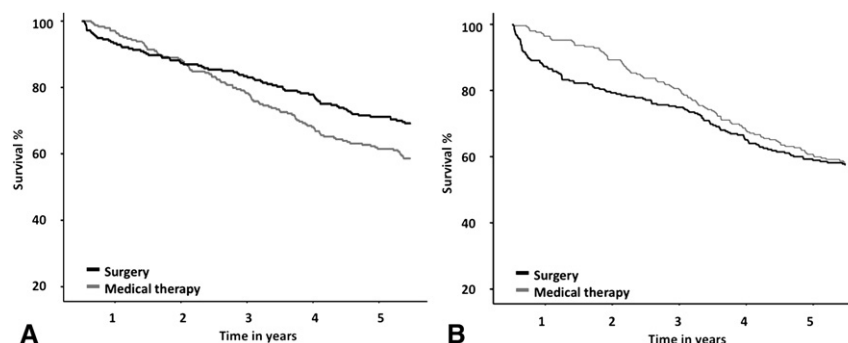 100
80
60
40
20
Survival %
Surgery
Medical therapy
1 2 3 4 5
Time in years
A
100
80
60
40
20
Survival %
Surgery
Medical therapy
1 2 3 4 5
Time in years
B